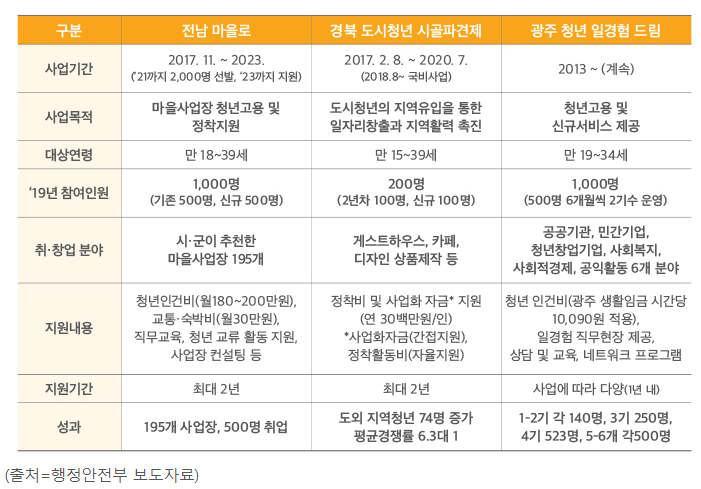 구분 전남 마을로 경북 도시청년 시골파견제 광주 청년 일경험 드림
사업기간 2017. 11. ~ 2023. 2017. 2. 8. ~ 2020. 7. 2013 ~ (계속)
('21까지 2,000명 선발, '23까지 지원) (2018.8~ 국비사업)
사업목적 마을사업장 청년고용 및 도시청년의 지역유입을 통한 청년고용 및
정착지원 일자리창출과 지역활력 촉진 신규서비스 제공
대상연령 만 18~39세 만 15~39세 만 19~34세
'19년 참여인원 1,000명 200명 1,000명
(기존 500명, 신규 500명) (2년차 100명, 신규 100명) (500명 6개월씩 2기수 운영)
취·창업 분야 시·군이 추천한 게스트하우스, 카페, 공공기관, 민간기업,
마을사업장 195개 디자인 상품제작 등 청년창업기업, 사회복지,
사회적경제, 공익활동 6개 분야
지원내용 청년인건비(월180~200만원), 정착비 및 사업화 자금* 지원 청년 인건비(광주 생활임금 시간당
교통·숙박비(월30만원), (연 30백만원/인) 10,090원 적용),
직무교육, 청년 교류 활동 지원, *사업화자금(간접지원), 일경험 직무현장 제공,
사업장 컨설팅 등 정착활동비(자율지원) 상담 및 교육, 네트워크 프로그램
지원기간 최대 2년 최대 2년 사업에 따라 다양(1년 내)
성과 195개 사업장, 500명 취업 도외 지역청년 74명 증가 1-2기 각 140명, 3기 250명,
평균경쟁률 6.3대 1 4기 523명, 5-6개 각500명
(출처=행정안전부 보도자료)